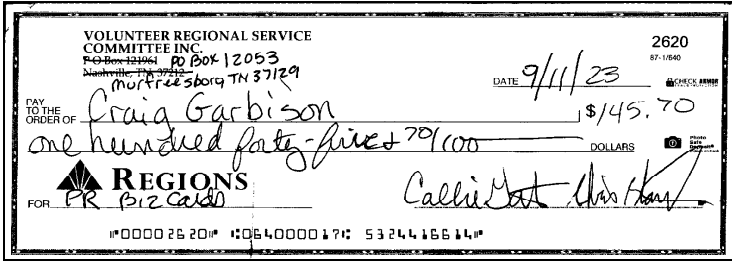 VOLUNTEER REGIONAL SERVICE
COMMITTEE INC.
2620
87-1/640
P O Box 121961 PO Box 12053
Nashville, TN 37212
Murfreesboro TN 37129
DATE 9/11/23
CHECK ARMOR
PAY
TO THE
ORDER OF Craig Garbison $145.70
one hundred forty-five & 70/100 DOLLARS
Photo
Safe
Deposit®
REGIONS
FOR PR Biz Cards
Callie
⑈00002620⑈ ⑆064000017⑆ 5324416614⑈